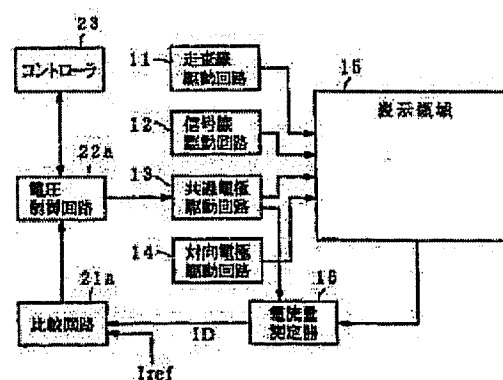 23
コントローラ
11
走査線
駆動回路
15
表示領域
12
信号線
駆動回路
22a
電圧
制御回路
13
共通電極
駆動回路
14
対向電極
駆動回路
21a
比較回路
16
電流量
測定器
ID
Iref